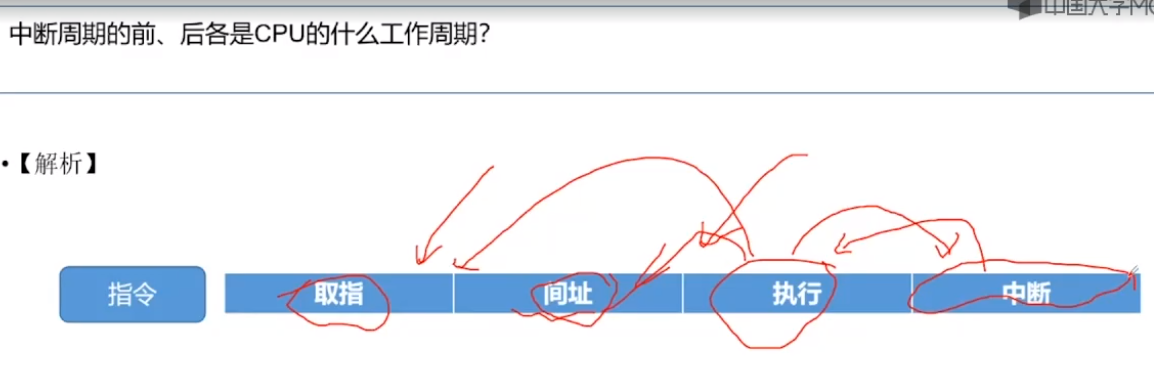 中国大学MO
中断周期的前、后各是CPU的什么工作周期？
•【解析】
指令 取指 间址 执行 中断